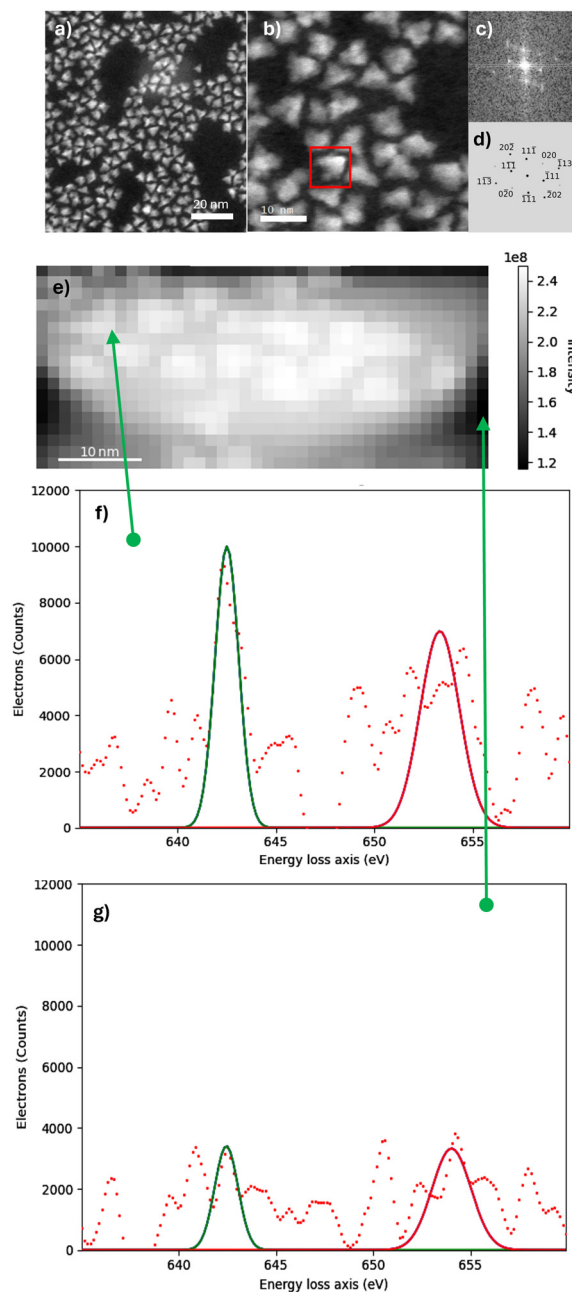 a)
20 nm
b)
10 nm
c)
d)
202̅
111̅
020
1̅13
11̅1̅
1̅11
11̅3̅
02̅0
1̅1̅1
2̅02
e)
10 nm
1e8
2.4
2.2
2.0
1.8
1.6
1.4
1.2
Intensity
f)
12000
10000
8000
6000
4000
2000
0
Electrons (Counts)
640 645 650 655
Energy loss axis (eV)
g)
12000
10000
8000
6000
4000
2000
0
Electrons (Counts)
640 645 650 655
Energy loss axis (eV)